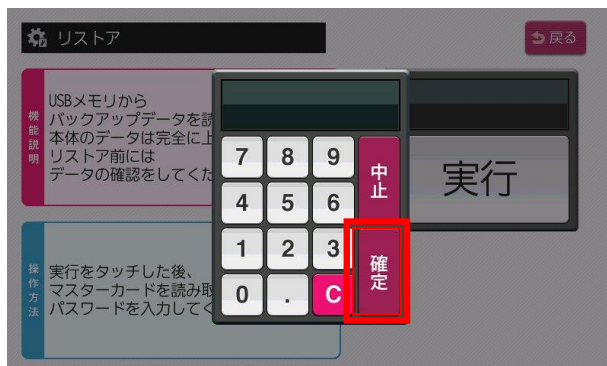 リストア
戻る
機能説明
USBメモリから
バックアップデータを読
本体のデータは完全に上
リストア前には
データの確認をしてくだ
7 8 9
中止
4 5 6
1 2 3
確定
0 . C
実行
操作方法
実行をタッチした後、
マスターカードを読み取
パスワードを入力してく